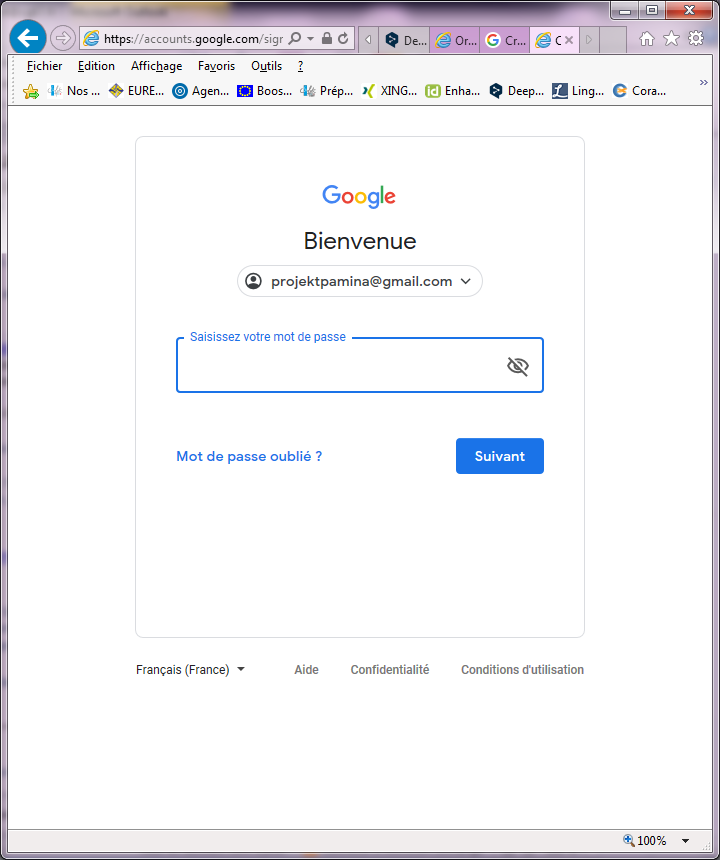 https://accounts.google.com/sigr
De...
Or...
Cr...
C
Fichier Edition Affichage Favoris Outils ?
Nos ... EURE... Agen... Boos... Prép... XING... Enha... Deep... Ling... Cora...
Google
Bienvenue
projektpamina@gmail.com
Saisissez votre mot de passe
Mot de passe oublié ?
Suivant
Français (France) Aide Confidentialité Conditions d'utilisation
100%